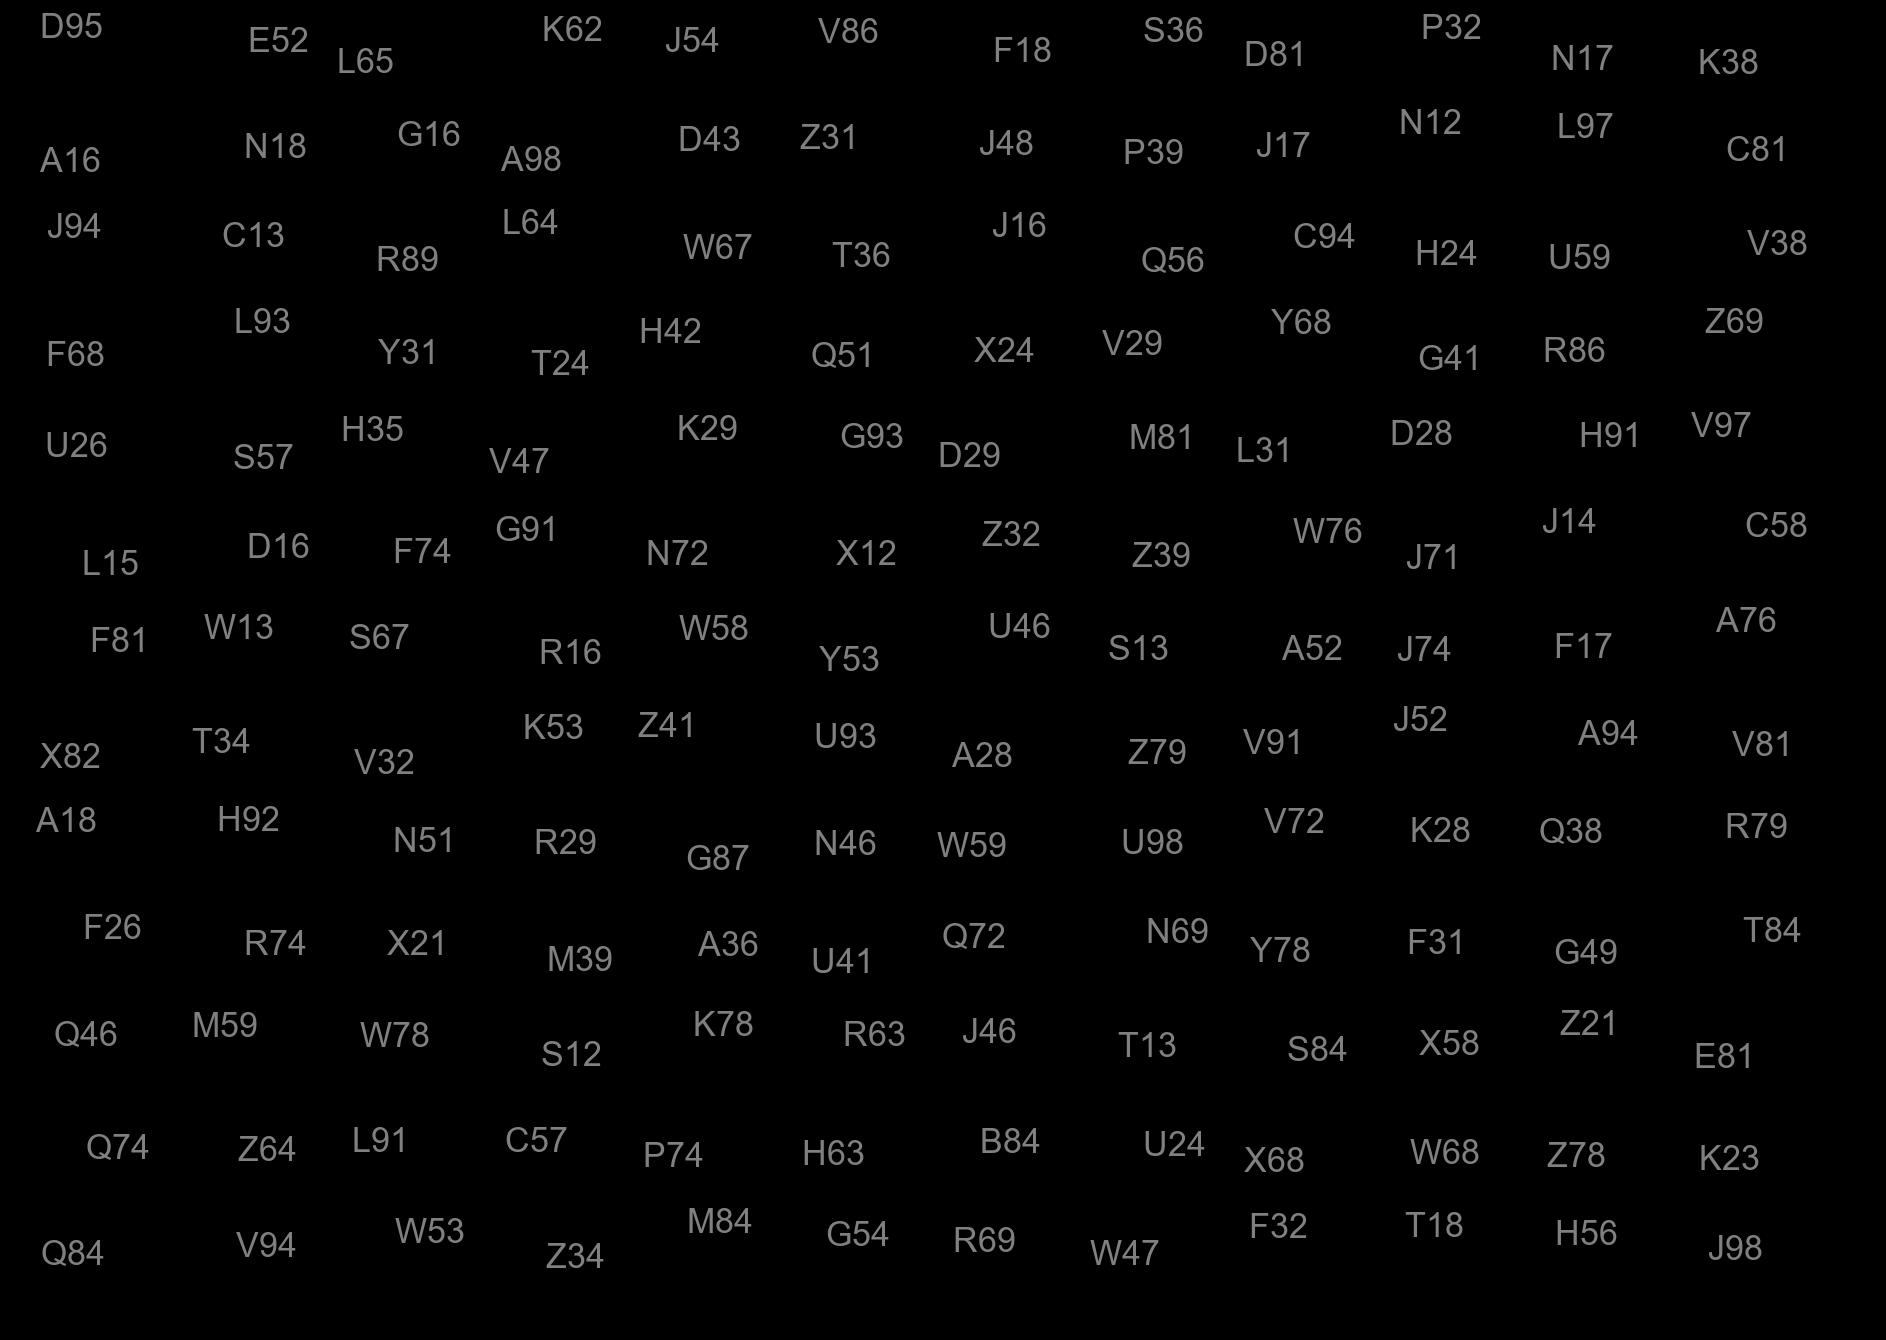 D95 E52 L65 K62 J54 V86 F18 S36 D81 P32 N17 K38
A16 N18 G16 A98 D43 Z31 J48 P39 J17 N12 L97 C81
J94 C13 R89 L64 W67 T36 J16 Q56 C94 H24 U59 V38
F68 L93 Y31 T24 H42 Q51 X24 V29 Y68 G41 R86 Z69
U26 S57 H35 V47 K29 G93 D29 M81 L31 D28 H91 V97
L15 D16 F74 G91 N72 X12 Z32 Z39 W76 J71 J14 C58
F81 W13 S67 R16 W58 Y53 U46 S13 A52 J74 F17 A76
X82 T34 V32 K53 Z41 U93 A28 Z79 V91 J52 A94 V81
A18 H92 N51 R29 G87 N46 W59 U98 V72 K28 Q38 R79
F26 R74 X21 M39 A36 U41 Q72 N69 Y78 F31 G49 T84
Q46 M59 W78 S12 K78 R63 J46 T13 S84 X58 Z21 E81
Q74 Z64 L91 C57 P74 H63 B84 U24 X68 W68 Z78 K23
Q84 V94 W53 Z34 M84 G54 R69 W47 F32 T18 H56 J98